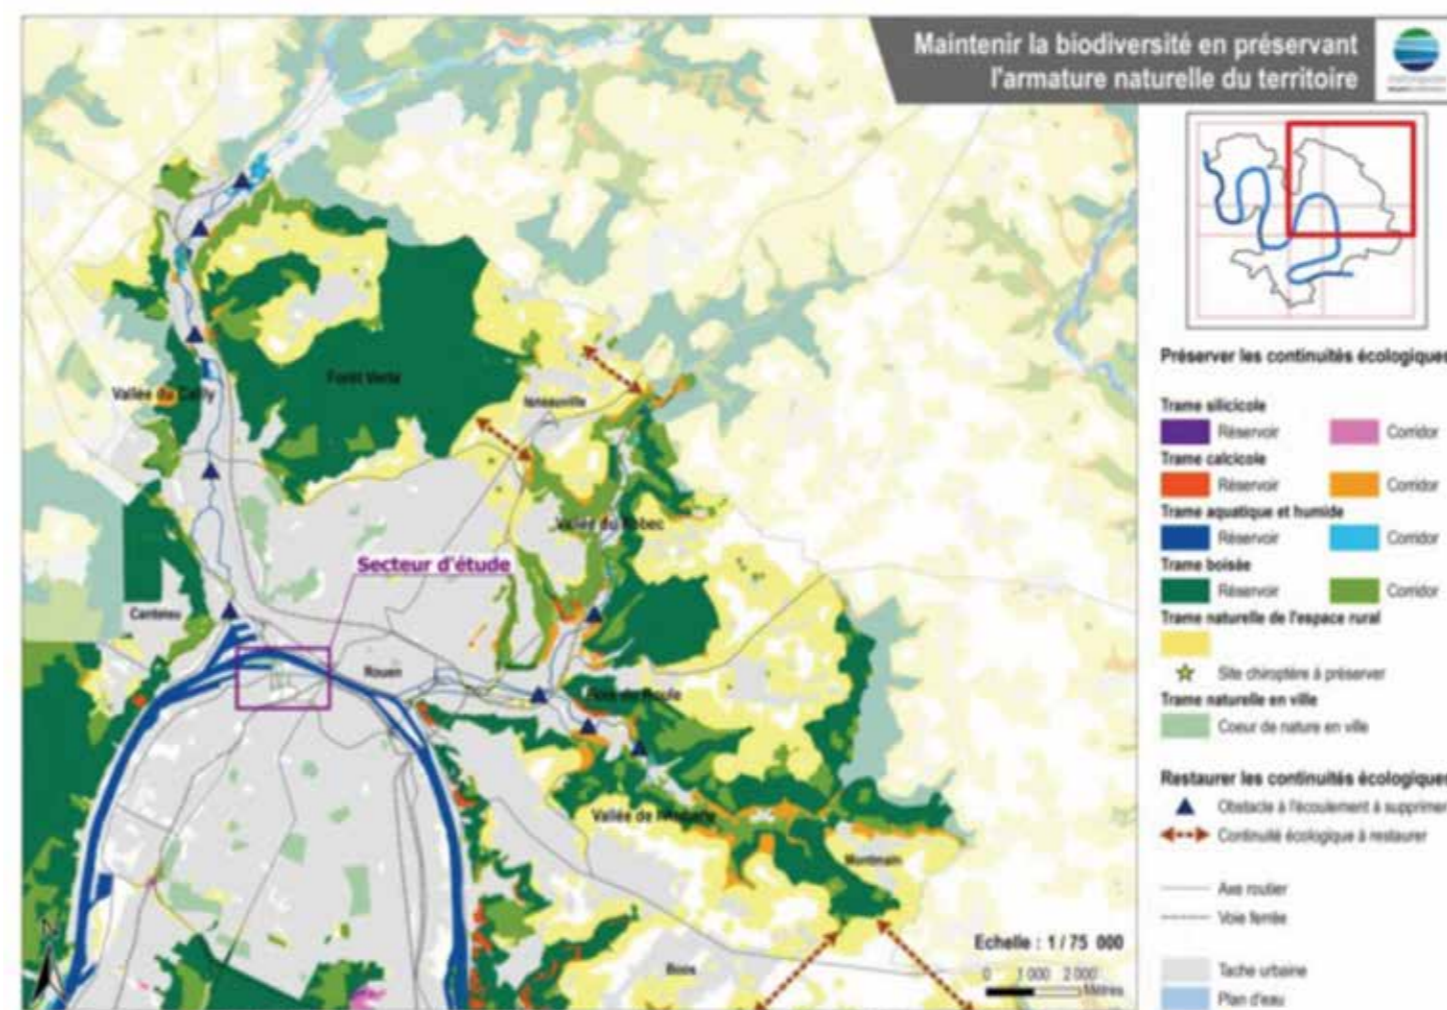 Maintenir la biodiversité en préservant
l'armature naturelle du territoire
Préserver les continuités écologiques
Trame silicicole
Réservoir
Corridor
Trame calcicole
Réservoir
Corridor
Trame aquatique et humide
Réservoir
Corridor
Trame boisée
Réservoir
Corridor
Trame naturelle de l'espace rural
Site chiroptère à préserver
Trame naturelle en ville
Coeur de nature en ville
Restaurer les continuités écologiques
Obstacle à l'écoulement à supprimer
Continuité écologique à restaurer
Axe routier
Voie ferrée
Tache urbaine
Plan d'eau
Forêt Verte
Vallée du Cailly
Isneauville
Vallée du Robec
Secteur d'étude
Canteleu
Rouen
Vallée de l'Aubette
Montmain
Boos
N
Echelle : 1 / 75 000
0 1 000 2 000
Mètres